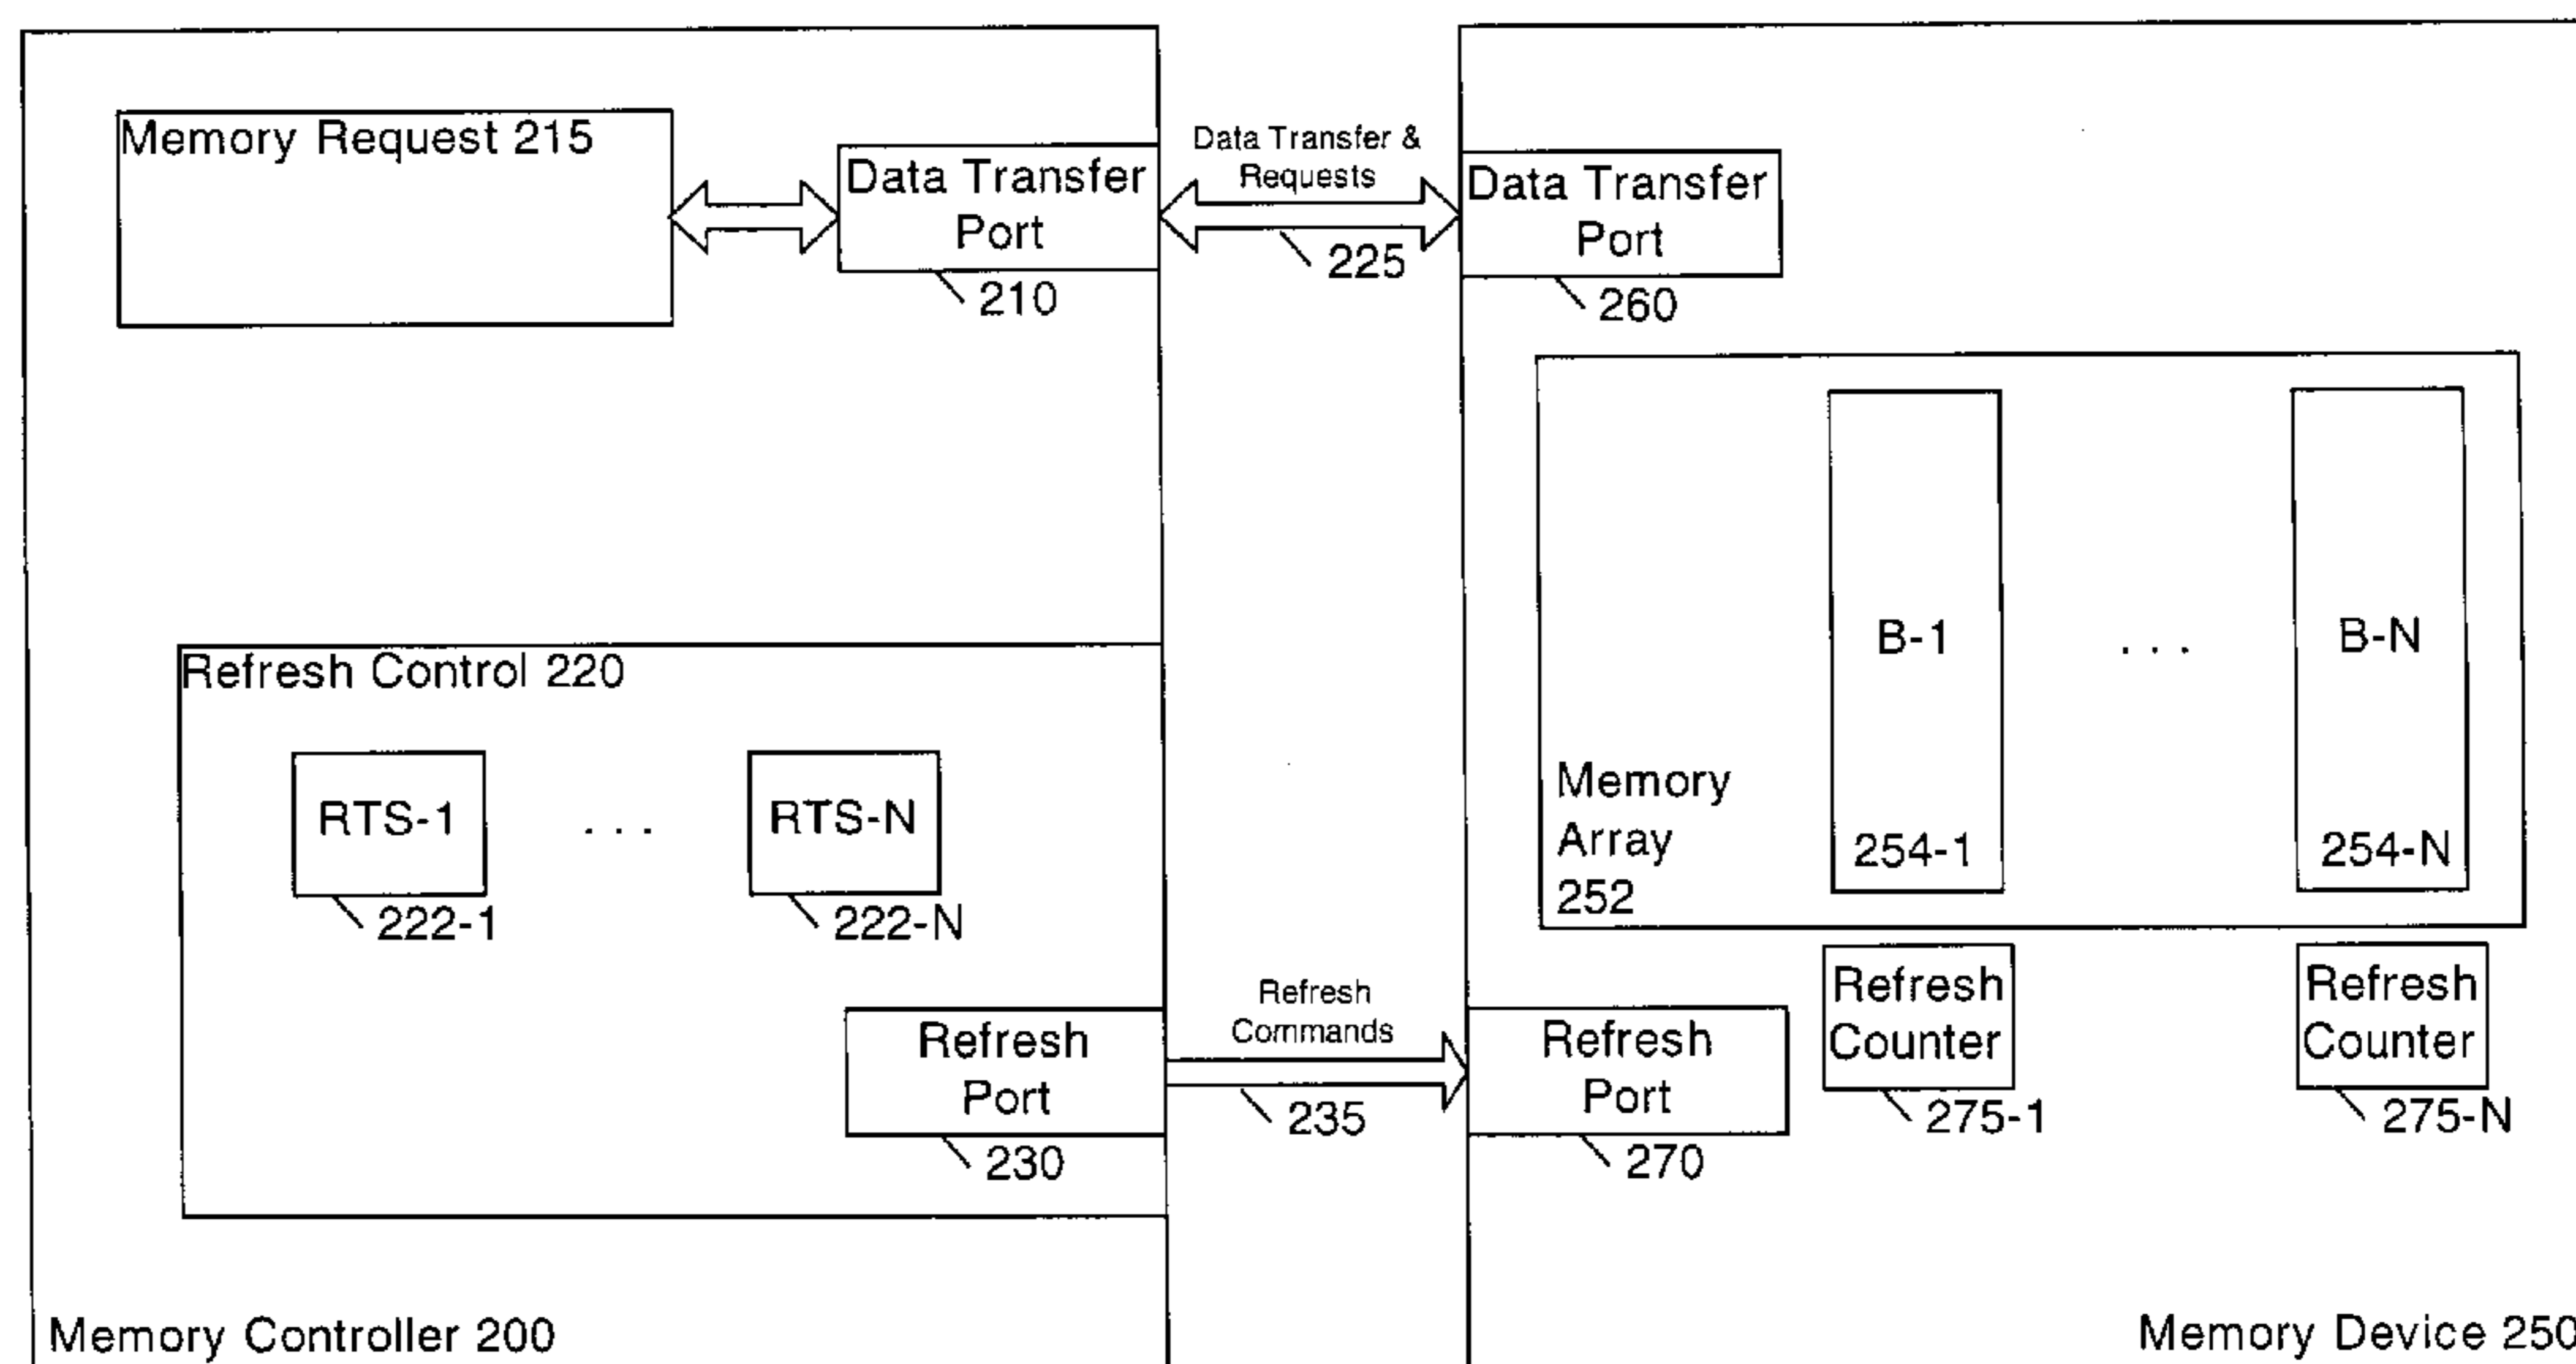 Memory Request 215
Data Transfer
Port
210
Data Transfer &
Requests
225
Data Transfer
Port
260
Refresh Control 220
RTS-1
. . .
RTS-N
222-1
222-N
Refresh
Port
230
Refresh
Commands
235
Refresh
Port
270
Memory
Array
252
B-1
. . .
B-N
254-1
254-N
Refresh
Counter
275-1
Refresh
Counter
275-N
Memory Controller 200
Memory Device 250